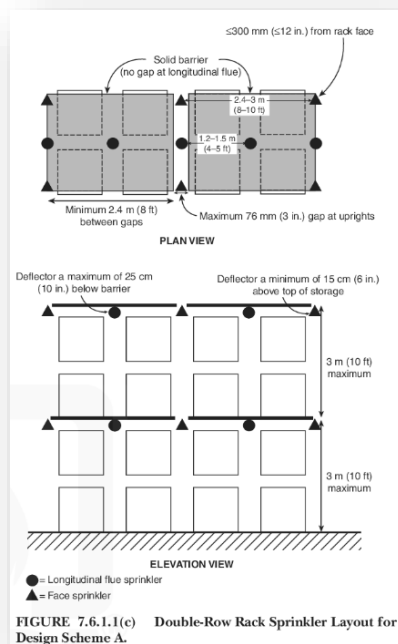 ≤300 mm (≤12 in.) from rack face
Solid barrier
(no gap at longitudinal flue)
2.4–3 m
(8–10 ft)
1.2–1.5 m
(4–5 ft)
Minimum 2.4 m (8 ft)
between gaps
Maximum 76 mm (3 in.) gap at uprights
PLAN VIEW
Deflector a maximum of 25 cm
(10 in.) below barrier
Deflector a minimum of 15 cm (6 in.)
above top of storage
3 m (10 ft)
maximum
3 m (10 ft)
maximum
ELEVATION VIEW
= Longitudinal flue sprinkler
= Face sprinkler
FIGURE 7.6.1.1(c) Double-Row Rack Sprinkler Layout for
Design Scheme A.